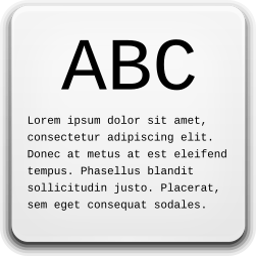 ABC
Lorem ipsum dolor sit amet,
consectetur adipiscing elit.
Donec at metus at est eleifend
tempus. Phasellus blandit
sollicitudin justo. Placerat,
sem eget consequat sodales.